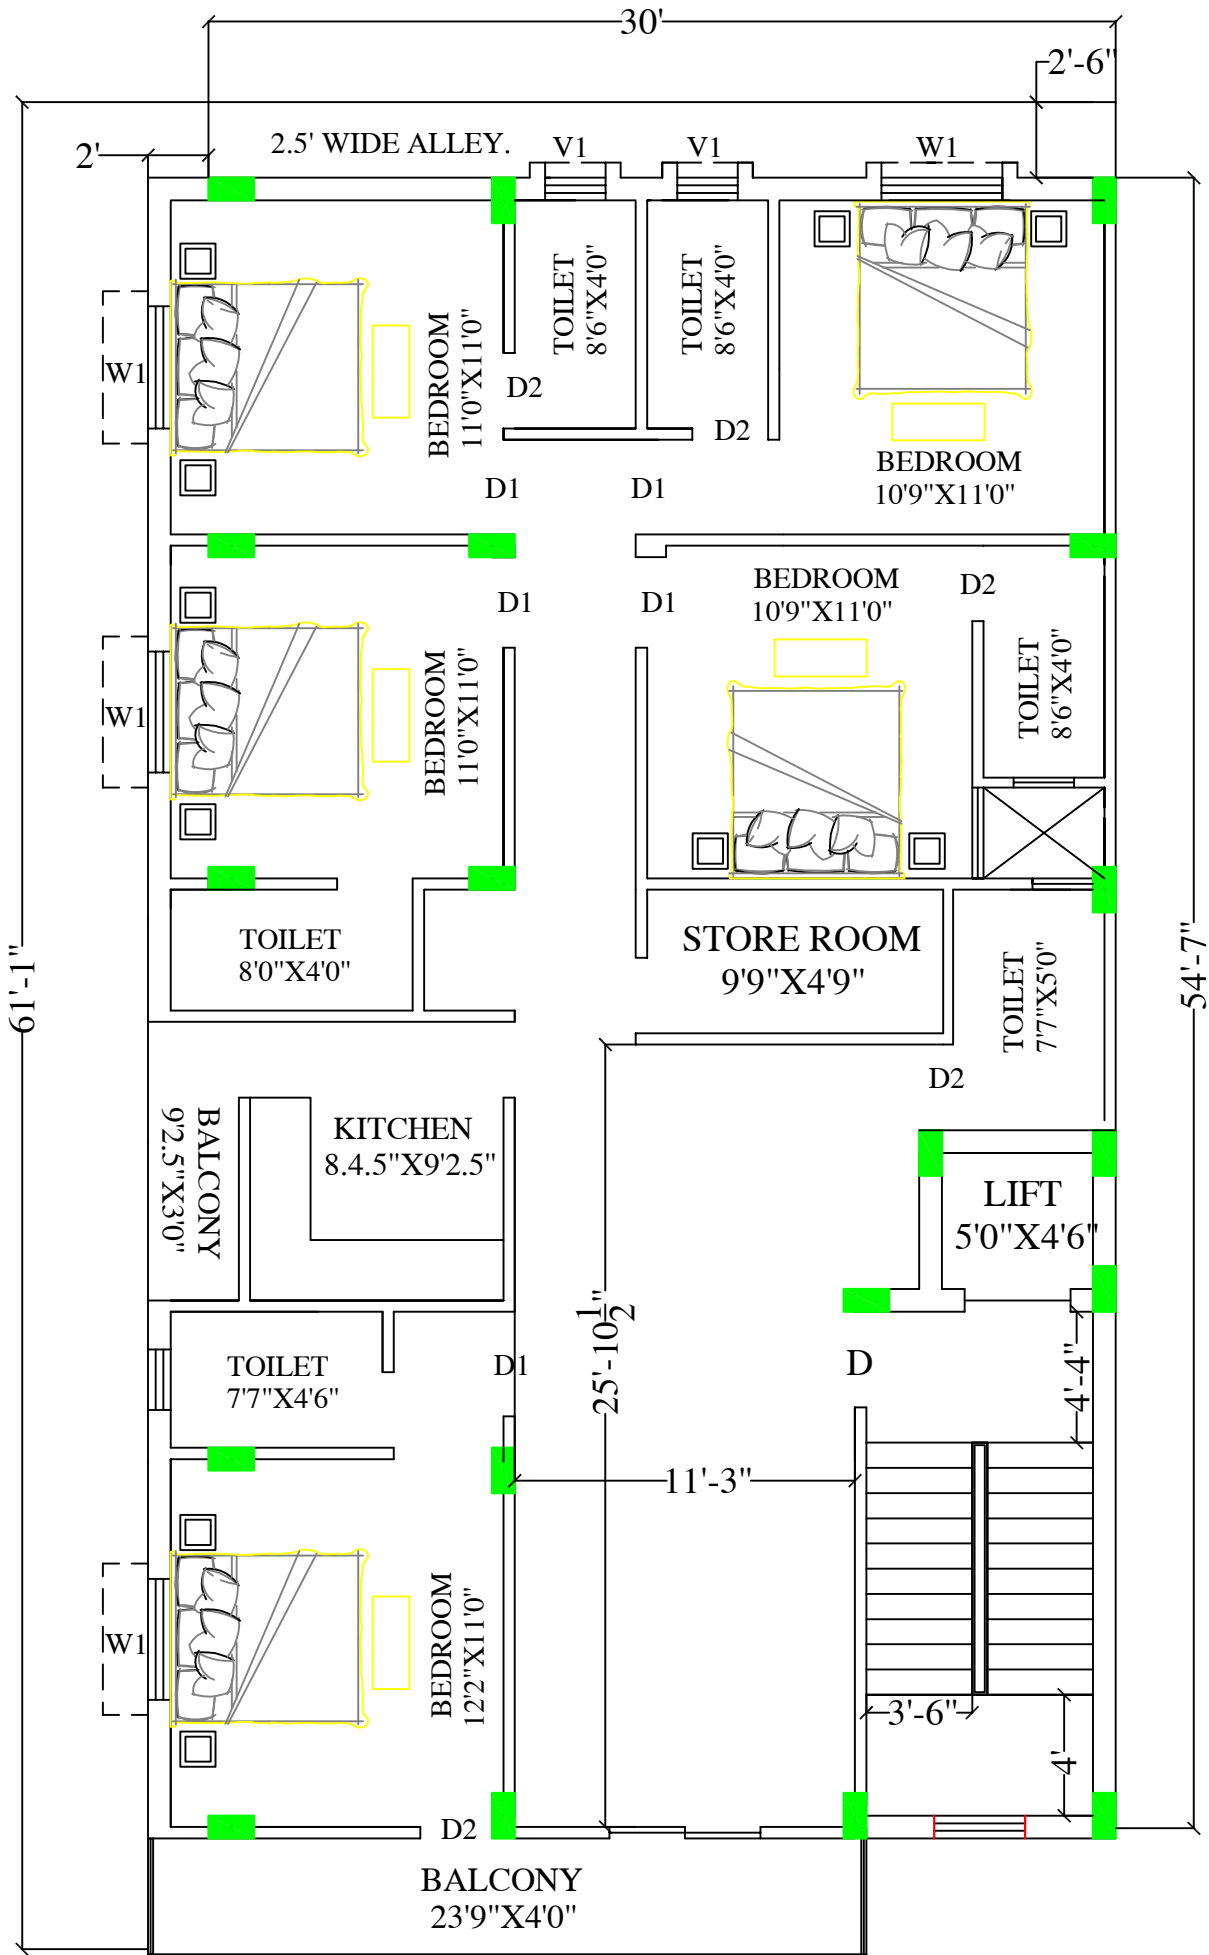 30'
2'-6"
2'
2.5' WIDE ALLEY.
V1
V1
W1
TOILET
8'6"X4'0"
TOILET
8'6"X4'0"
W1
BEDROOM
11'0"X11'0"
D2
D2
BEDROOM
10'9"X11'0"
D1
D1
BEDROOM
10'9"X11'0"
D2
D1
D1
W1
BEDROOM
11'0"X11'0"
TOILET
8'6"X4'0"
TOILET
8'0"X4'0"
STORE ROOM
9'9"X4'9"
TOILET
7'7"X5'0"
61'-1"
54'-7"
D2
BALCONY
9'2.5"X3'0"
KITCHEN
8.4.5"X9'2.5"
LIFT
5'0"X4'6"
25'-10 1/2"
TOILET
7'7"X4'6"
D1
D
4'-4"
11'-3"
W1
BEDROOM
12'2"X11'0"
3'-6"
4'
D2
BALCONY
23'9"X4'0"